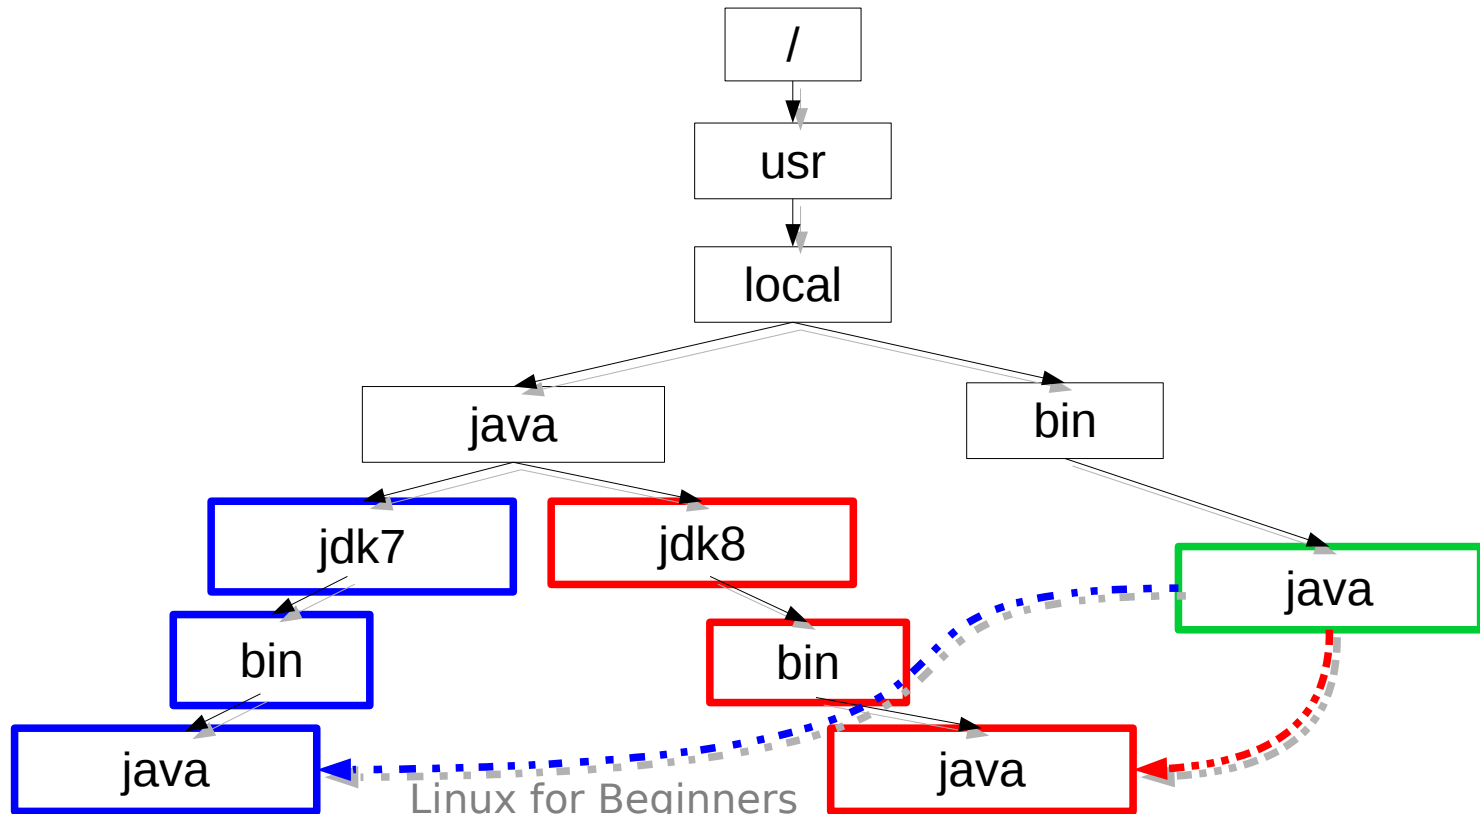 /
usr
local
java
bin
jdk7
jdk8
java
bin
bin
java
java
Linux for Beginners